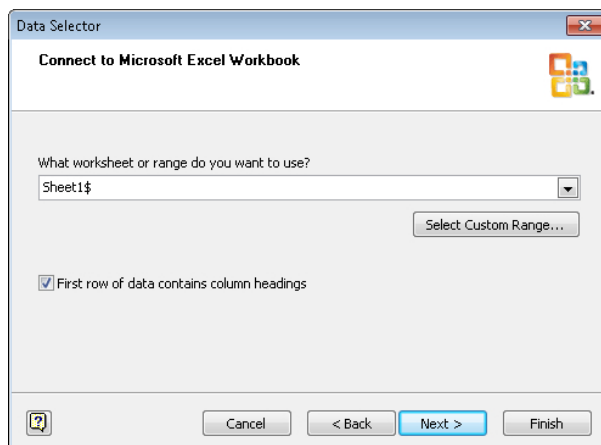 Data Selector
Connect to Microsoft Excel Workbook
What worksheet or range do you want to use?
Sheet1$
Select Custom Range...
First row of data contains column headings
Cancel
< Back
Next >
Finish